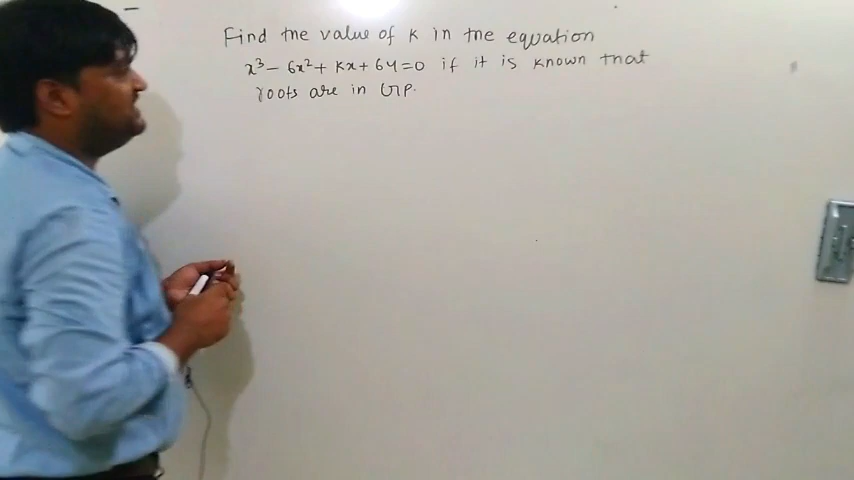 Find the value of K in the equation
x³ - 6x² + Kx + 64 = 0 if it is known that
roots are in G.P.